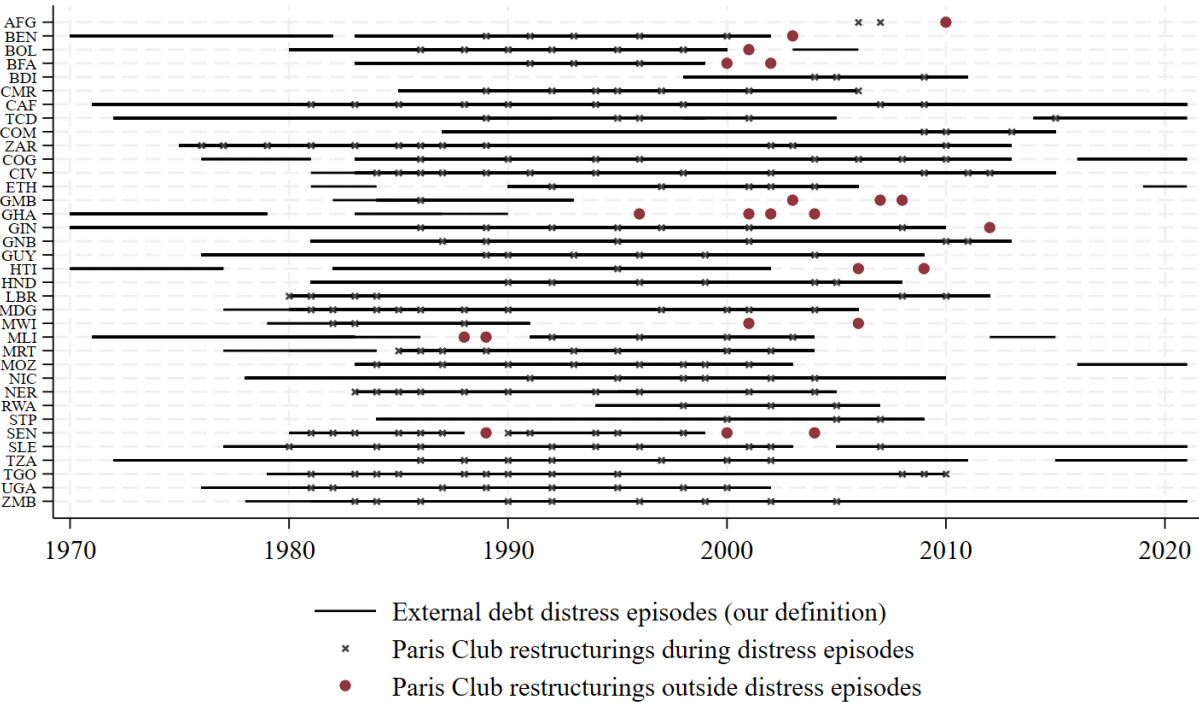 AFG
BEN
BOL
BFA
BDI
CMR
CAF
TCD
COM
ZAR
COG
CIV
ETH
GMB
GHA
GIN
GNB
GUY
HTI
HND
LBR
MDG
MWI
MLI
MRT
MOZ
NIC
NER
RWA
STP
SEN
SLE
TZA
TGO
UGA
ZMB
1970 1980 1990 2000 2010 2020
External debt distress episodes (our definition)
Paris Club restructurings during distress episodes
Paris Club restructurings outside distress episodes